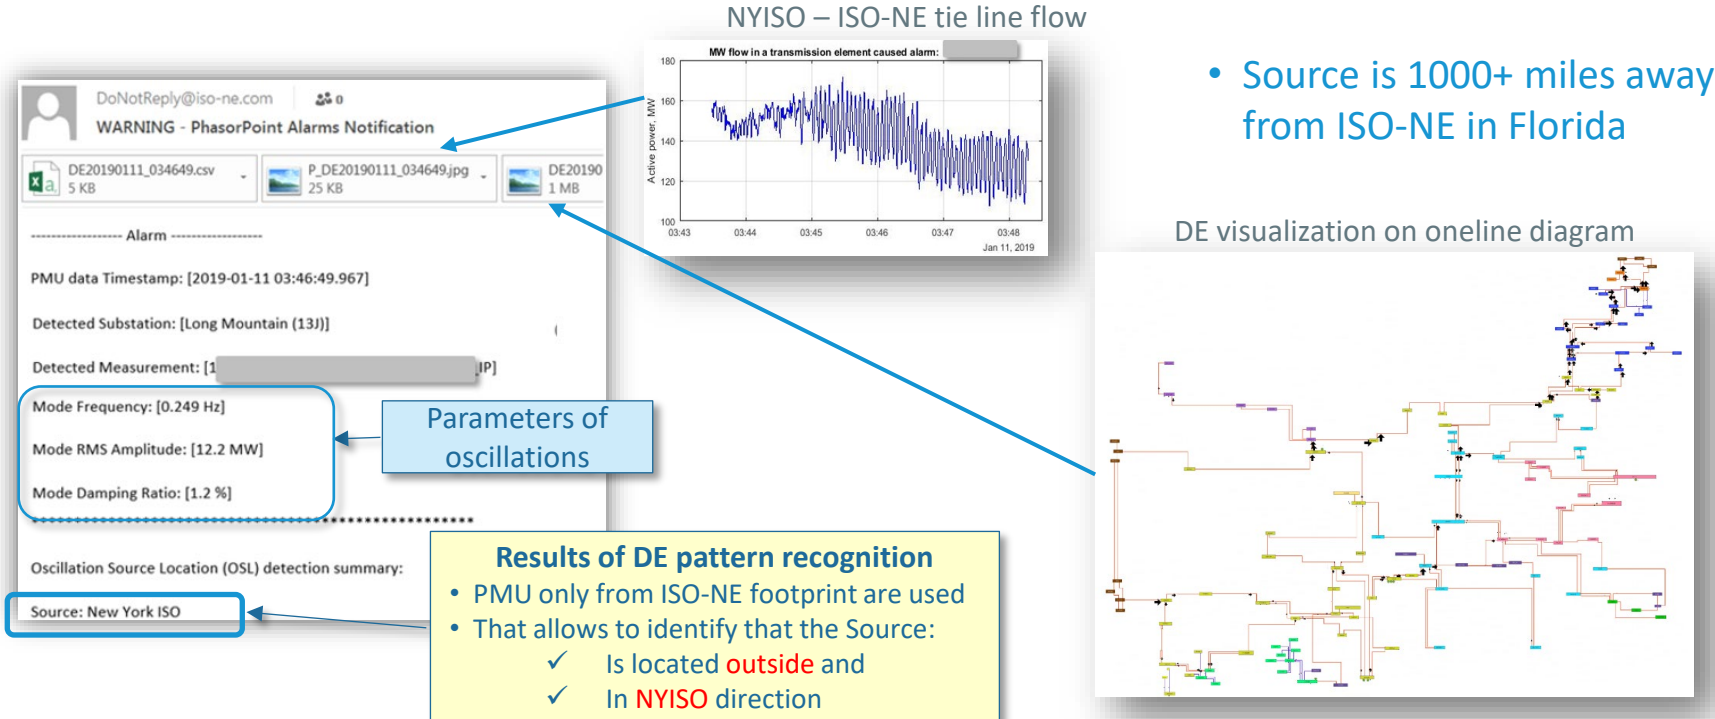 NYISO – ISO-NE tie line flow
DoNotReply@iso-ne.com 0
WARNING - PhasorPoint Alarms Notification
DE20190111_034649.csv
5 KB
P_DE20190111_034649.jpg
25 KB
DE20190
1 MB
------------------ Alarm ------------------
PMU data Timestamp: [2019-01-11 03:46:49.967]
Detected Substation: [Long Mountain (13J)]
Detected Measurement: [1 IP]
Mode Frequency: [0.249 Hz]
Mode RMS Amplitude: [12.2 MW]
Mode Damping Ratio: [1.2 %]
Oscillation Source Location (OSL) detection summary:
Source: New York ISO
Parameters of
oscillations
MW flow in a transmission element caused alarm:
Active power, MW
180
160
140
120
100
03:43 03:44 03:45 03:46 03:47 03:48
Jan 11, 2019
• Source is 1000+ miles away
from ISO-NE in Florida
DE visualization on oneline diagram
Results of DE pattern recognition
• PMU only from ISO-NE footprint are used
• That allows to identify that the Source:
✓ Is located outside and
✓ In NYISO direction